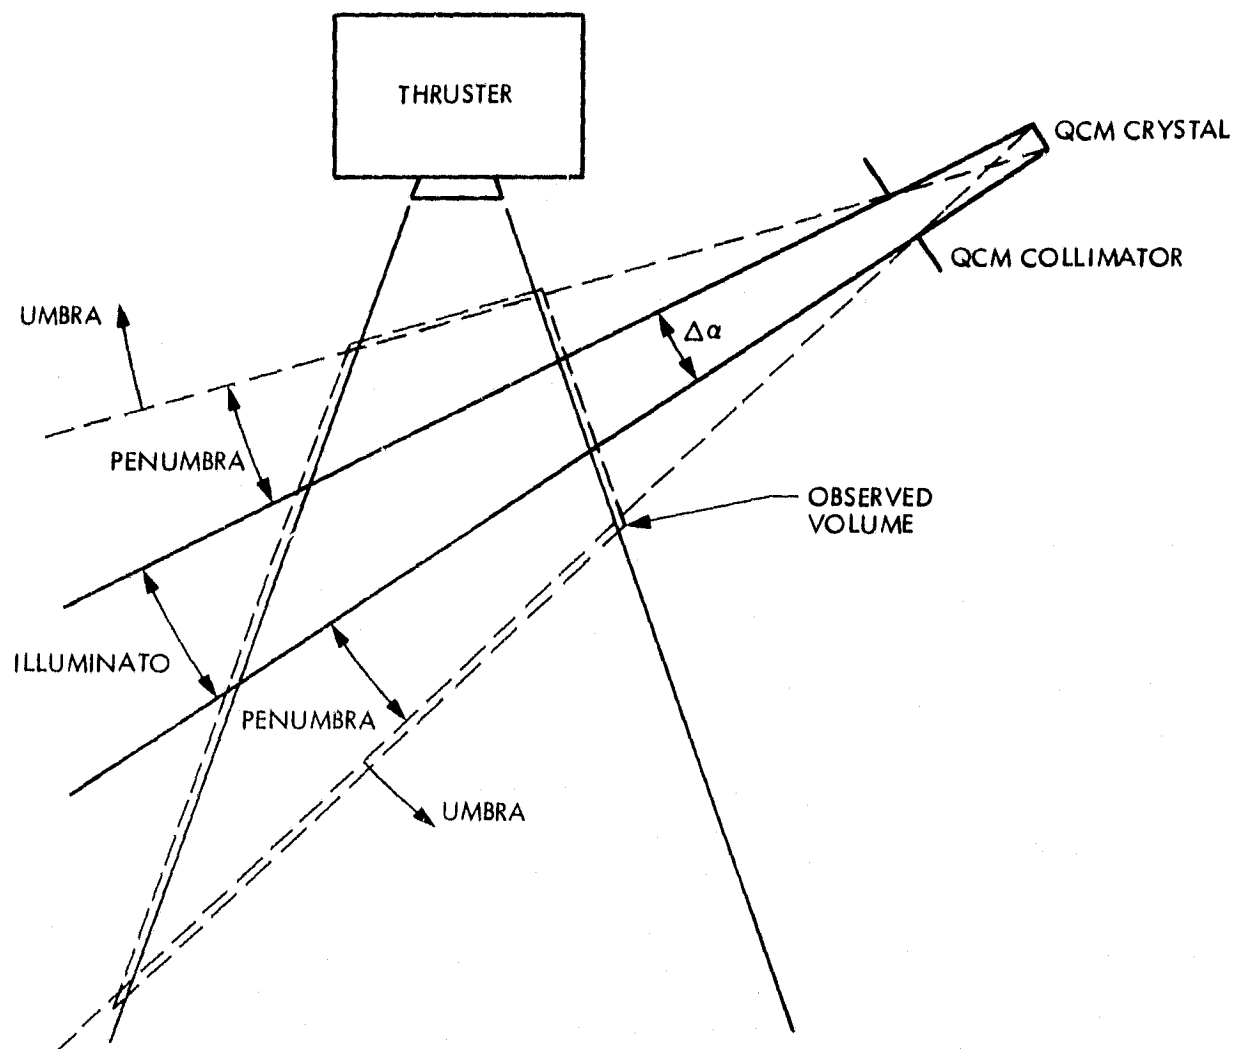 THRUSTER
QCM CRYSTAL
QCM COLLIMATOR
UMBRA
Δα
PENUMBRA
OBSERVED
VOLUME
ILLUMINATO
PENUMBRA
UMBRA